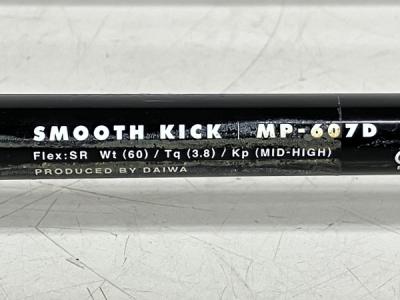 SMOOTH KICK | MP-607D
Flex:SR Wt (60) / Tq (3.8) / Kp (MID-HIGH)
PRODUCED BY DAIWA